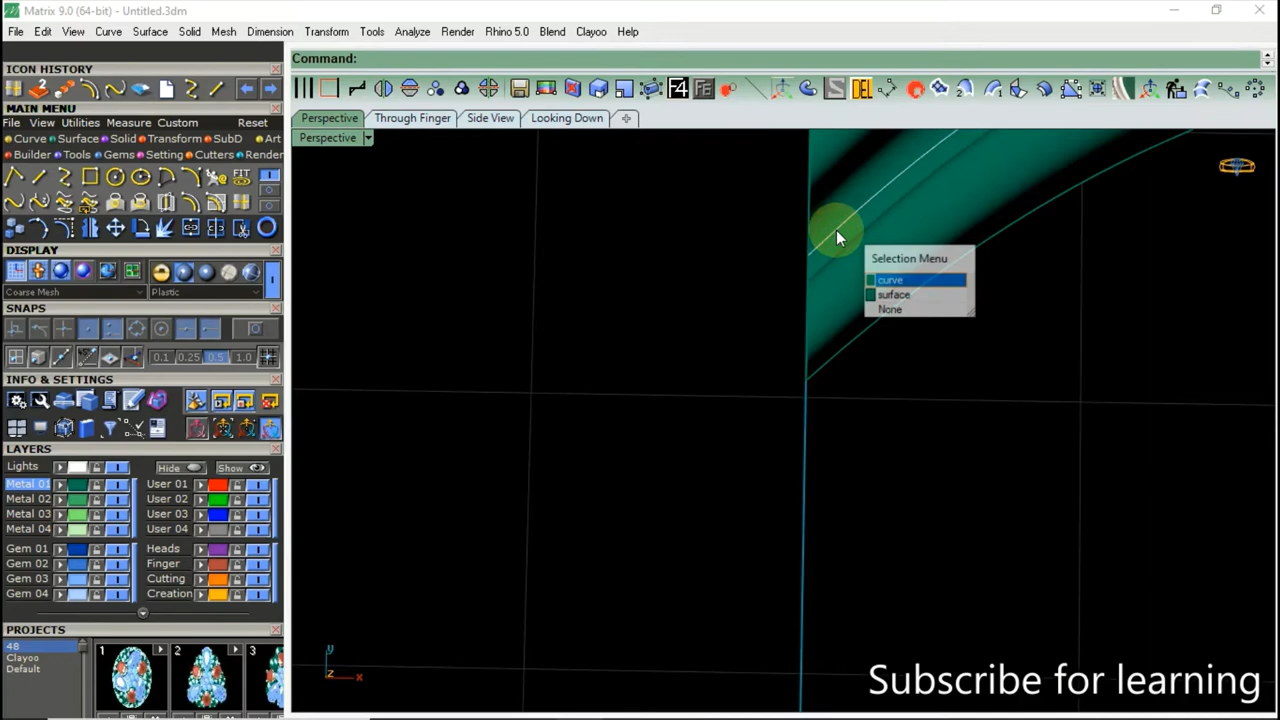 Matrix 9.0 (64-bit) - Untitled.3dm
File Edit View Curve Surface Solid Mesh Dimension Transform Tools Analyze Render Rhino 5.0 Blend Clayoo Help
ICON HISTORY
Command:
F4 FE DEL
MAIN MENU
File View Utilities Measure Custom Reset
Perspective Through Finger Side View Looking Down
Curve Surface Solid Transform SubD Art
Perspective
Builder Tools Gems Setting Cutters Render
FIT
DISPLAY
Coarse Mesh Plastic
Selection Menu
curve
surface
None
SNAPS
0.1 0.25 0.5 1.0
INFO & SETTINGS
LAYERS
Lights Hide Show
Metal 01 User 01
Metal 02 User 02
Metal 03 User 03
Metal 04 User 04
Gem 01 Heads
Gem 02 Finger
Gem 03 Cutting
Gem 04 Creation
PROJECTS
48
Clayoo
Default
1 2 3
y
z x
Subscribe for learning